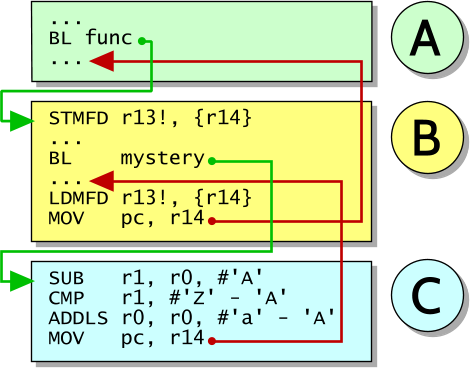 ...
BL func
...
A
STMFD r13!, {r14}
...
BL mystery
...
LDMFD r13!, {r14}
MOV pc, r14
B
SUB r1, r0, #'A'
CMP r1, #'Z' - 'A'
ADDLS r0, r0, #'a' - 'A'
MOV pc, r14
C